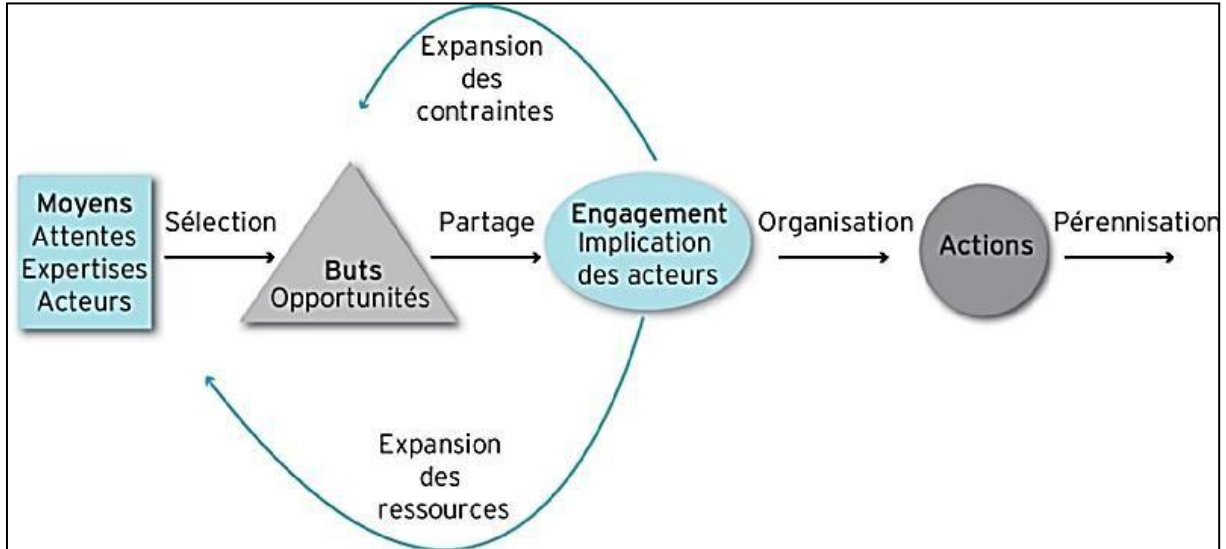 Expansion
des
contraintes
Moyens
Attentes
Expertises
Acteurs
Sélection
Buts
Opportunités
Partage
Engagement
Implication
des acteurs
Organisation
Actions
Pérennisation
Expansion
des
ressources